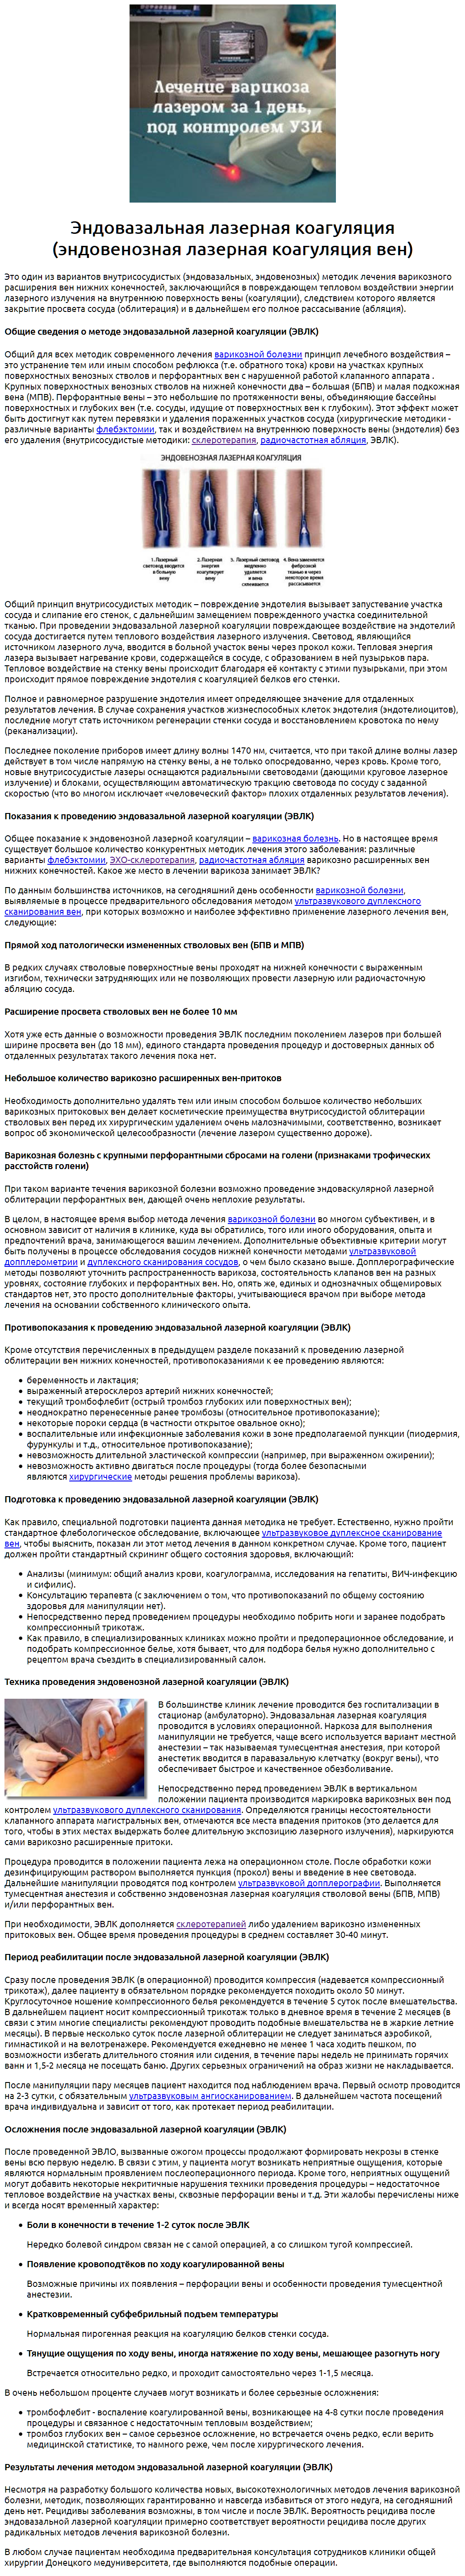 Лечение варикоза
лазером за 1 день,
под контролем УЗИ
Эндовазальная лазерная коагуляция
(эндовенозная лазерная коагуляция вен)
Это один из вариантов внутрисосудистых (эндовазальных, эндовенозных) методик лечения варикозного
расширения вен нижних конечностей, заключающийся в повреждающем тепловом воздействии энергии
лазерного излучения на внутреннюю поверхность вены (коагуляции), следствием которого является
закрытие просвета сосуда (облитерация) и в дальнейшем его полное рассасывание (абляция).
Общие сведения о методе эндовазальной лазерной коагуляции (ЭВЛК)
Общий для всех методик современного лечения варикозной болезни принцип лечебного воздействия –
это устранение тем или иным способом рефлюкса (т.е. обратного тока) крови на участках крупных
поверхностных венозных стволов и перфорантных вен с нарушенной работой клапанного аппарата .
Крупных поверхностных венозных стволов на нижней конечности два – большая (БПВ) и малая подкожная
вена (МПВ). Перфорантные вены – это небольшие по протяженности вены, объединяющие бассейны
поверхностных и глубоких вен (т.е. сосуды, идущие от поверхностных вен к глубоким). Этот эффект может
быть достигнут как путем перевязки и удаления пораженных участков сосуда (хирургические методики -
различные варианты флебэктомии, так и воздействием на внутреннюю поверхность вены (эндотелий) без
его удаления (внутрисосудистые методики: склеротерапия, радиочастотная абляция, ЭВЛК).
ЭНДОВЕНОЗНАЯ ЛАЗЕРНАЯ КОАГУЛЯЦИЯ
1. Лазерный световод вводится в больную вену
2. Лазерная энергия коагулирует вену
3. Лазерный световод медленно удаляется и вена склеивается
4. Вена заменяется фиброзной тканью и через некоторое время рассасывается
Общий принцип внутрисосудистых методик – повреждение эндотелия вызывает запустевание участка
сосуда и слипание его стенок, с дальнейшим замещением поврежденного участка соединительной
тканью. При проведении эндовазальной лазерной коагуляции повреждающее воздействие на эндотелий
сосуда достигается путем теплового воздействия лазерного излучения. Световод, являющийся
источником лазерного луча, вводится в больной участок вены через прокол кожи. Тепловая энергия
лазера вызывает нагревание крови, содержащейся в сосуде, с образованием в ней пузырьков пара.
Тепловое воздействие на стенку вены происходит благодаря её контакту с этими пузырьками, при этом
происходит прямое повреждение эндотелия с коагуляцией белков его стенки.
Полное и равномерное разрушение эндотелия имеет определяющее значение для отдаленных
результатов лечения. В случае сохранения участков жизнеспособных клеток эндотелия (эндотелиоцитов),
последние могут стать источником регенерации стенки сосуда и восстановлением кровотока по нему
(реканализации).
Последнее поколение приборов имеет длину волны 1470 нм, считается, что при такой длине волны лазер
действует в том числе напрямую на стенку вены, а не только опосредованно, через кровь. Кроме того,
новые внутрисосудистые лазеры оснащаются радиальными световодами (дающими круговое лазерное
излучение) и блоками, осуществляющим автоматическую тракцию световода по сосуду с заданной
скоростью (что во многом исключает «человеческий фактор» плохих отдаленных результатов лечения).
Показания к проведению эндовазальной лазерной коагуляции (ЭВЛК)
Общее показание к эндовенозной лазерной коагуляции – варикозная болезнь. Но в настоящее время
существует большое количество конкурентных методик лечения этого заболевания: различные
варианты флебэктомии, ЭХО-склеротерапия, радиочастотная абляция варикозно расширенных вен
нижних конечностей. Какое же место в лечении варикоза занимает ЭВЛК?
По данным большинства источников, на сегодняшний день особенности варикозной болезни,
выявляемые в процессе предварительного обследования методом ультразвукового дуплексного
сканирования вен, при которых возможно и наиболее эффективно применение лазерного лечения вен,
следующие:
Прямой ход патологически измененных стволовых вен (БПВ и МПВ)
В редких случаях стволовые поверхностные вены проходят на нижней конечности с выраженным
изгибом, технически затрудняющих или не позволяющих провести лазерную или радиочастотную
абляцию сосуда.
Расширение просвета стволовых вен не более 10 мм
Хотя уже есть данные о возможности проведения ЭВЛК последним поколением лазеров при большей
ширине просвета вен (до 18 мм), единого стандарта проведения процедур и достоверных данных об
отдаленных результатах такого лечения пока нет.
Небольшое количество варикозно расширенных вен-притоков
Необходимость дополнительно удалять тем или иным способом большое количество небольших
варикозных притоковых вен делает косметические преимущества внутрисосудистой облитерации
стволовых вен перед их хирургическим удалением очень малозначимыми, соответственно, возникает
вопрос об экономической целесообразности (лечение лазером существенно дороже).
Варикозная болезнь с крупными перфорантными сбросами на голени (признаками трофических
расстойств голени)
При таком варианте течения варикозной болезни возможно проведение эндоваскулярной лазерной
облитерации перфорантных вен, дающей очень неплохие результаты.
В целом, в настоящее время выбор метода лечения варикозной болезни во многом субъективен, и в
основном зависит от наличия в клинике, куда вы обратились, того или иного оборудования, опыта и
предпочтений врача, занимающегося вашим лечением. Дополнительные объективные критерии могут
быть получены в процессе обследования сосудов нижней конечности методами ультразвуковой
допплерометрии и дуплексного сканирования сосудов, о чем было сказано выше. Допплерографические
методы позволяют уточнить распространенность варикоза, состоятельность клапанов вен на разных
уровнях, состояние глубоких и перфорантных вен. Но, опять же, единых и однозначных общемировых
стандартов нет, это просто дополнительные факторы, учитывающиеся врачом при выборе метода
лечения на основании собственного клинического опыта.
Противопоказания к проведению эндовазальной лазерной коагуляции (ЭВЛК)
Кроме отсутствия перечисленных в предыдущем разделе показаний к проведению лазерной
облитерации вен нижних конечностей, противопоказаниями к ее проведению являются:
беременность и лактация;
выраженный атеросклероз артерий нижних конечностей;
текущий тромбофлебит (острый тромбоз глубоких или поверхностных вен);
неоднократно перенесенные ранее тромбозы (относительное противопоказание);
некоторые пороки сердца (в частности открытое овальное окно);
воспалительные или инфекционные заболевания кожи в зоне предполагаемой пункции (пиодермия,
фурункулы и т.д., относительное противопоказание);
невозможность длительной эластической компрессии (например, при выраженном ожирении);
невозможность активно двигатьcя после процедуры (тогда более безопасными
являются хирургические методы решения проблемы варикоза).
Подготовка к проведению эндовазальной лазерной коагуляции (ЭВЛК)
Как правило, специальной подготовки пациента данная методика не требует. Естественно, нужно пройти
стандартное флебологическое обследование, включающее ультразвуковое дуплексное сканирование
вен, чтобы выяснить, показан ли этот метод лечения в данном конкретном случае. Кроме того, пациент
должен пройти стандартный скрининг общего состояния здоровья, включающий:
Анализы (минимум: общий анализ крови, коагулограмма, исследования на гепатиты, ВИЧ-инфекцию
и сифилис).
Консультацию терапевта (с заключением о том, что противопоказаний по общему состоянию
здоровья для манипуляции нет).
Непосредственно перед проведением процедуры необходимо побрить ноги и заранее подобрать
компрессионный трикотаж.
Как правило, в специализированных клиниках можно пройти и предоперационное обследование, и
подобрать компрессионное белье, хотя бывает, что для подбора белья нужно дополнительно с
рецептом врача съездить в специализированный салон.
Техника проведения эндовенозной лазерной коагуляции (ЭВЛК)
В большинстве клиник лечение проводится без госпитализации в
стационар (амбулаторно). Эндовазальная лазерная коагуляция
проводится в условиях операционной. Наркоза для выполнения
манипуляции не требуется, чаще всего используется вариант местной
анестезии – так называемая тумесцентная анестезия, при которой
анестетик вводится в паравазальную клетчатку (вокруг вены), что
обеспечивает быстрое и качественное обезболивание.
Непосредственно перед проведением ЭВЛК в вертикальном
положении пациента производится маркировка варикозных вен под
контролем ультразвукового дуплексного сканирования. Определяются границы несостоятельности
клапанного аппарата магистральных вен, отмечаются все места впадения притоков (это делается для
того, чтобы в этих местах выдержать более длительную экспозицию лазерного излучения), маркируются
сами варикозно расширенные притоки.
Процедура проводится в положении пациента лежа на операционном столе. После обработки кожи
дезинфицирующим раствором выполняется пункция (прокол) вены и введение в нее световода.
Дальнейшие манипуляции проводятся под контролем ультразвуковой допплерографии. Выполняется
тумесцентная анестезия и собственно эндовенозная лазерная коагуляция стволовой вены (БПВ, МПВ)
и/или перфорантных вен.
При необходимости, ЭВЛК дополняется склеротерапией либо удалением варикозно измененных
притоковых вен. Общее время проведения процедуры в среднем составляет 30-40 минут.
Период реабилитации после эндовазальной лазерной коагуляции (ЭВЛК)
Сразу после проведения ЭВЛК (в операционной) проводится компрессия (надевается компрессионный
трикотаж), далее пациенту в обязательном порядке рекомендуется походить около 50 минут.
Круглосуточное ношение компрессионного белья рекомендуется в течение 5 суток после вмешательства.
В дальнейшем пациент носит компрессионный трикотаж только в дневное время в течение 2 месяцев (в
связи с этим многие специалисты рекомендуют проводить подобные вмешательства не в жаркие летние
месяцы). В первые несколько суток после лазерной облитерации не следует заниматься аэробикой,
гимнастикой и на велотренажере. Рекомендуется ежедневно не менее 1 часа ходить пешком, по
возможности избегать длительного стояния или сидения, в течение пары недель не принимать горячих
ванн и 1,5-2 месяца не посещать баню. Других серьезных ограничений на образ жизни не накладывается.
После манипуляции пару месяцев пациент находится под наблюдением врача. Первый осмотр проводится
на 2-3 сутки, с обязательным ультразвуковым ангиосканированием. В дальнейшем частота посещений
врача индивидуальна и зависит от того, как протекает период реабилитации.
Осложнения после эндовазальной лазерной коагуляции (ЭВЛК)
После проведенной ЭВЛО, вызванные ожогом процессы продолжают формировать некрозы в стенке
вены всю первую неделю. В связи с этим, у пациента могут возникать неприятные ощущения, которые
являются нормальным проявлением послеоперационного периода. Кроме того, неприятных ощущений
могут добавить некоторые некритичные нарушения техники проведения процедуры – недостаточное
тепловое воздействие на участках вены, сквозные перфорации вены и т.д. Эти жалобы перечислены ниже
и всегда носят временный характер:
Боли в конечности в течение 1-2 суток после ЭВЛК
Нередко болевой синдром связан не с самой операцией, а со слишком тугой компрессией.
Появление кровоподтёков по ходу коагулированной вены
Возможные причины их появления – перфорации вены и особенности проведения тумесцентной
анестезии.
Кратковременный субфебрильный подъем температуры
Нормальная пирогенная реакция на коагуляцию белков стенки сосуда.
Тянущие ощущения по ходу вены, иногда натяжение по ходу вены, мешающее разогнуть ногу
Встречается относительно редко, и проходит самостоятельно через 1-1,5 месяца.
В очень небольшом проценте случаев могут возникать и более серьезные осложнения:
тромбофлебит - воспаление коагулированной вены, возникающее на 4-8 сутки после проведения
процедуры и связанное с недостаточным тепловым воздействием;
тромбоз глубоких вен – самое серьезное осложнение, но встречается очень редко, если верить
медицинской статистике, то намного реже, чем после хирургического лечения.
Результаты лечения методом эндовазальной лазерной коагуляции (ЭВЛК)
Несмотря на разработку большого количества новых, высокотехнологичных методов лечения варикозной
болезни, методик, позволяющих гарантированно и навсегда избавиться от этого недуга, на сегодняшний
день нет. Рецидивы заболевания возможны, в том числе и после ЭВЛК. Вероятность рецидива после
эндовазальной лазерной коагуляции примерно соответствует вероятности рецидива после других
радикальных методов лечения варикозной болезни.
В любом случае пациентам необходима предварительная консультация сотрудников клиники общей
хирургии Донецкого медуниверситета, где выполняются подобные операции.